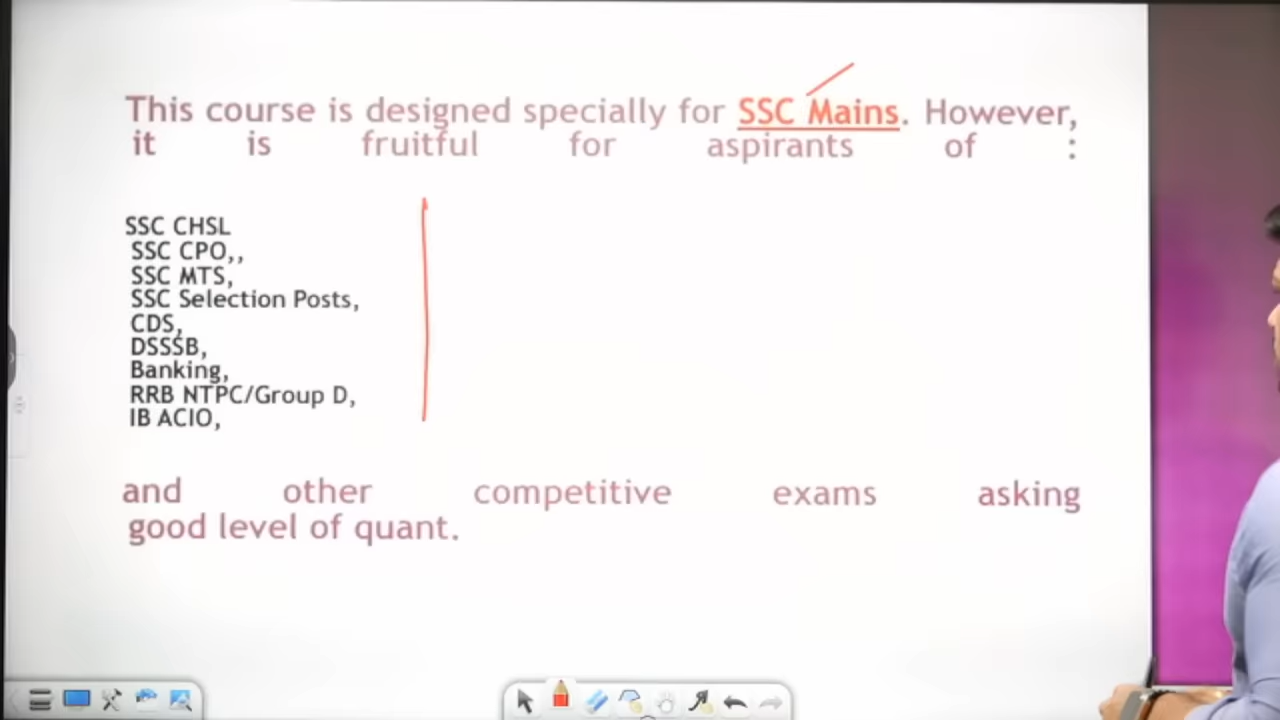 This course is designed specially for SSC Mains. However,
it is fruitful for aspirants of :
SSC CHSL
SSC CPO,,
SSC MTS,
SSC Selection Posts,
CDS,
DSSSB,
Banking,
RRB NTPC/Group D,
IB ACIO,
and other competitive exams asking
good level of quant.